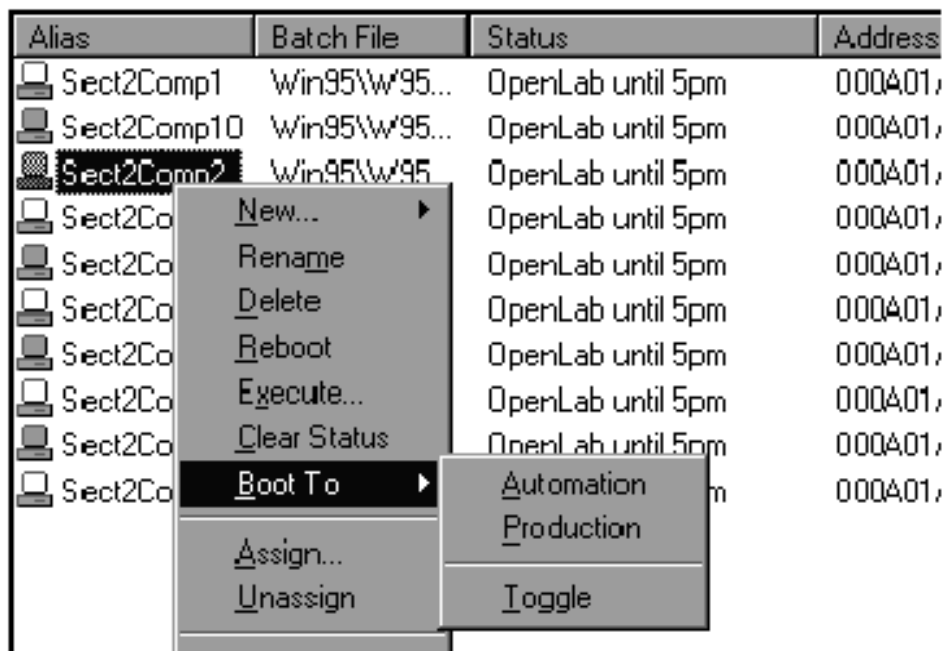 Alias Batch File Status Address
Sect2Comp1 Win95\W95... OpenLab until 5pm 000A01
Sect2Comp10 Win95\W95... OpenLab until 5pm 000A01
Sect2Comp2 Win95\W95 OpenLab until 5pm 000A01
Sect2Co New... OpenLab until 5pm 000A01
Sect2Co Rename OpenLab until 5pm 000A01
Sect2Co Delete OpenLab until 5pm 000A01
Sect2Co Reboot OpenLab until 5pm 000A01
Sect2Co Execute... OpenLab until 5pm 000A01
Sect2Co Clear Status OpenLab until 5pm 000A01
Sect2Co Boot To Automation m 000A01
Production
Assign...
Unassign Toggle